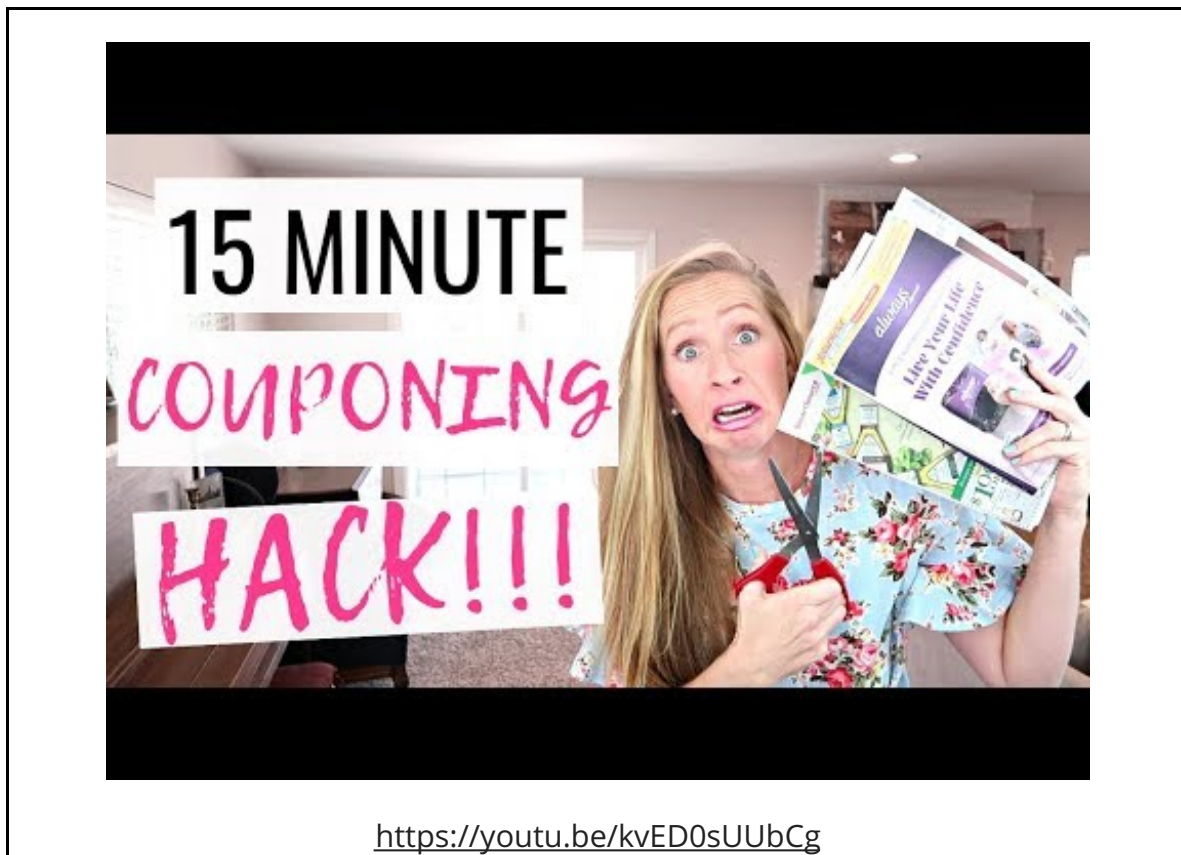 15 MINUTE
COUPONING
HACK!!!
always
Live Your Life
With Confidence
https://youtu.be/kvED0sUUbCg